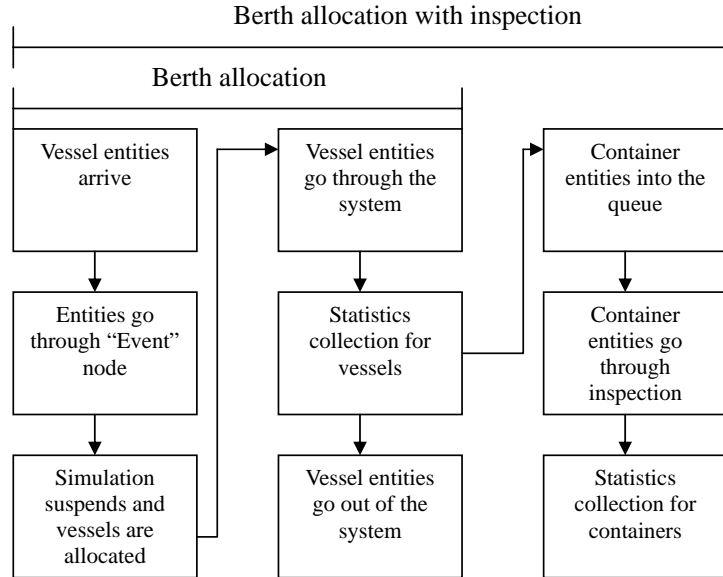 Berth allocation with inspection
Berth allocation
Vessel entities
arrive
Entities go
through “Event”
node
Simulation
suspends and
vessels are
allocated
Vessel entities
go through the
system
Statistics
collection for
vessels
Vessel entities
go out of the
system
Container
entities into the
queue
Container
entities go
through
inspection
Statistics
collection for
containers